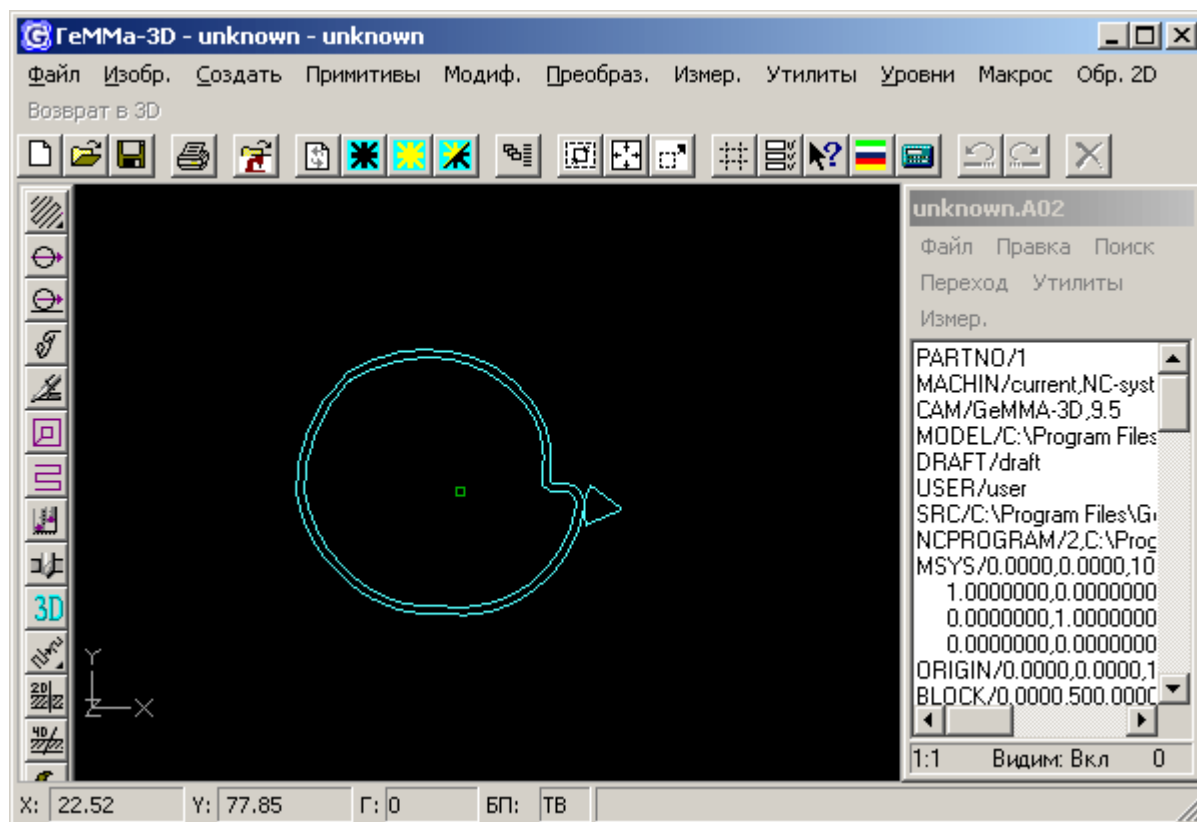 ГеММа-3D - unknown - unknown
Файл Изобр. Создать Примитивы Модиф. Преобраз. Измер. Утилиты Уровни Макрос Обр. 2D
Возврат в 3D
unknown.A02
Файл Правка Поиск
Переход Утилиты
Измер.
PARTNO/1
MACHIN/current,NC-syst
CAM/GeMMA-3D,9.5
MODEL/C:\Program Files
DRAFT/draft
USER/user
SRC/C:\Program Files\G
NCPROGRAM/2,C:\Prog
MSYS/0.0000,0.0000,10
1.0000000,0.0000000
0.0000000,1.0000000
0.0000000,0.0000000
ORIGIN/0.0000,0.0000,1
BLOCK/0.0000,500.0000
3D
2D
4D
Y
Z X
1:1 Видим: Вкл 0
X: 22.52 Y: 77.85 Г: 0 БП: ТВ